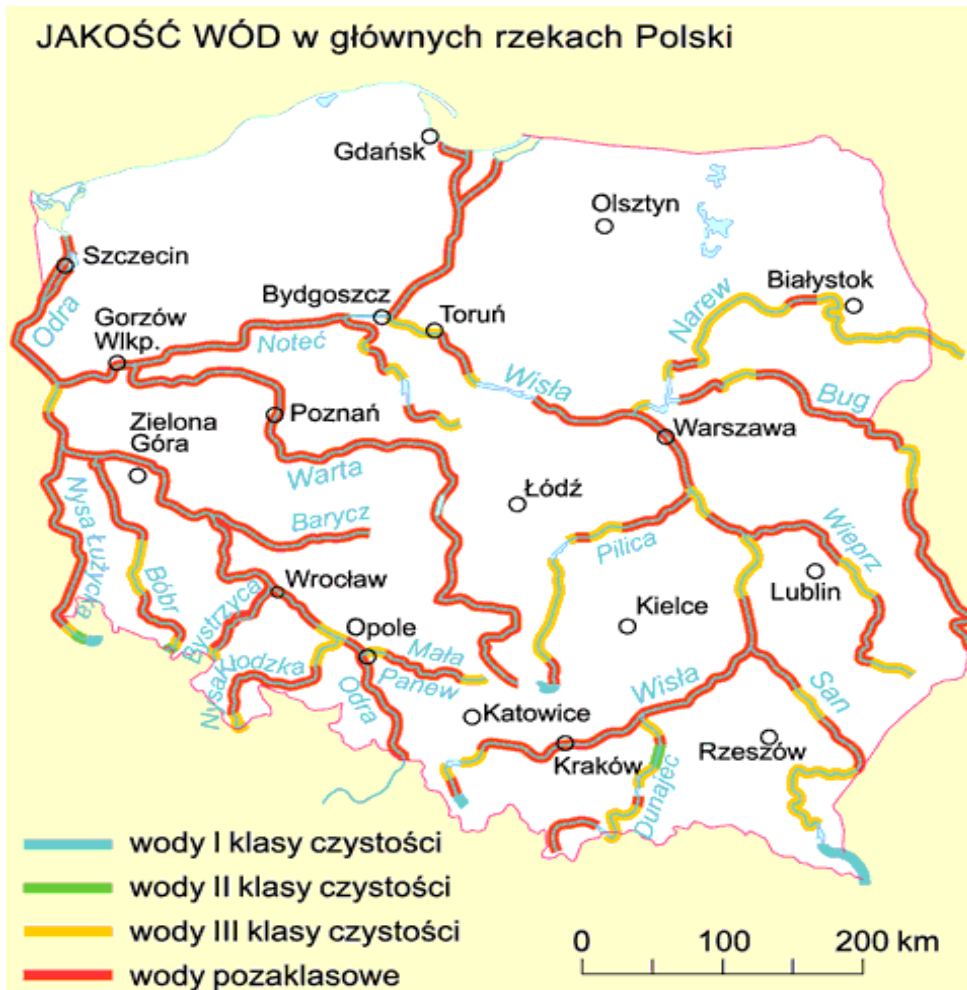 JAKOŚĆ WÓD w głównych rzekach Polski
Gdańsk
Olsztyn
Szczecin
Białystok
Bydgoszcz
Toruń
Narew
Odra
Gorzów
Wlkp.
Noteć
Wisła
Bug
Zielona
Góra
Poznań
Warszawa
Warta
Łódź
Nysa Łużycka
Barycz
Pilica
Wieprz
Bóbr
Wrocław
Lublin
Bystrzyca
Opole
Kielce
Mała
Panew
Nysa Kłodzka
Odra
Wisła
San
Katowice
Kraków
Rzeszów
Dunajec
wody I klasy czystości
wody II klasy czystości
wody III klasy czystości
wody pozaklasowe
0 100 200 km